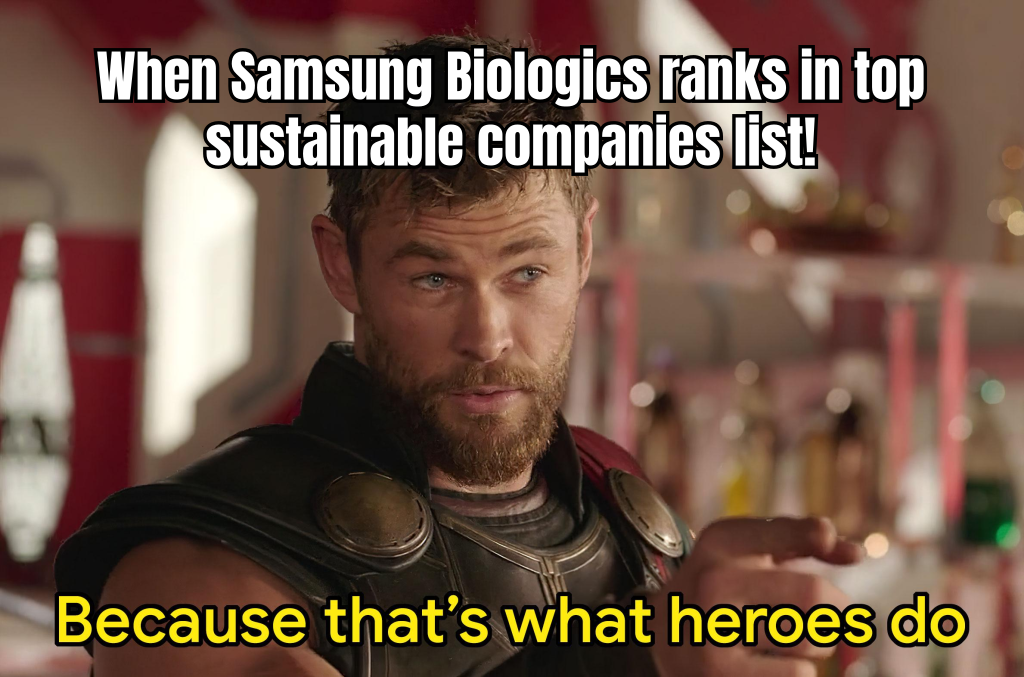 When Samsung Biologics ranks in top
sustainable companies list!
Because that’s what heroes do